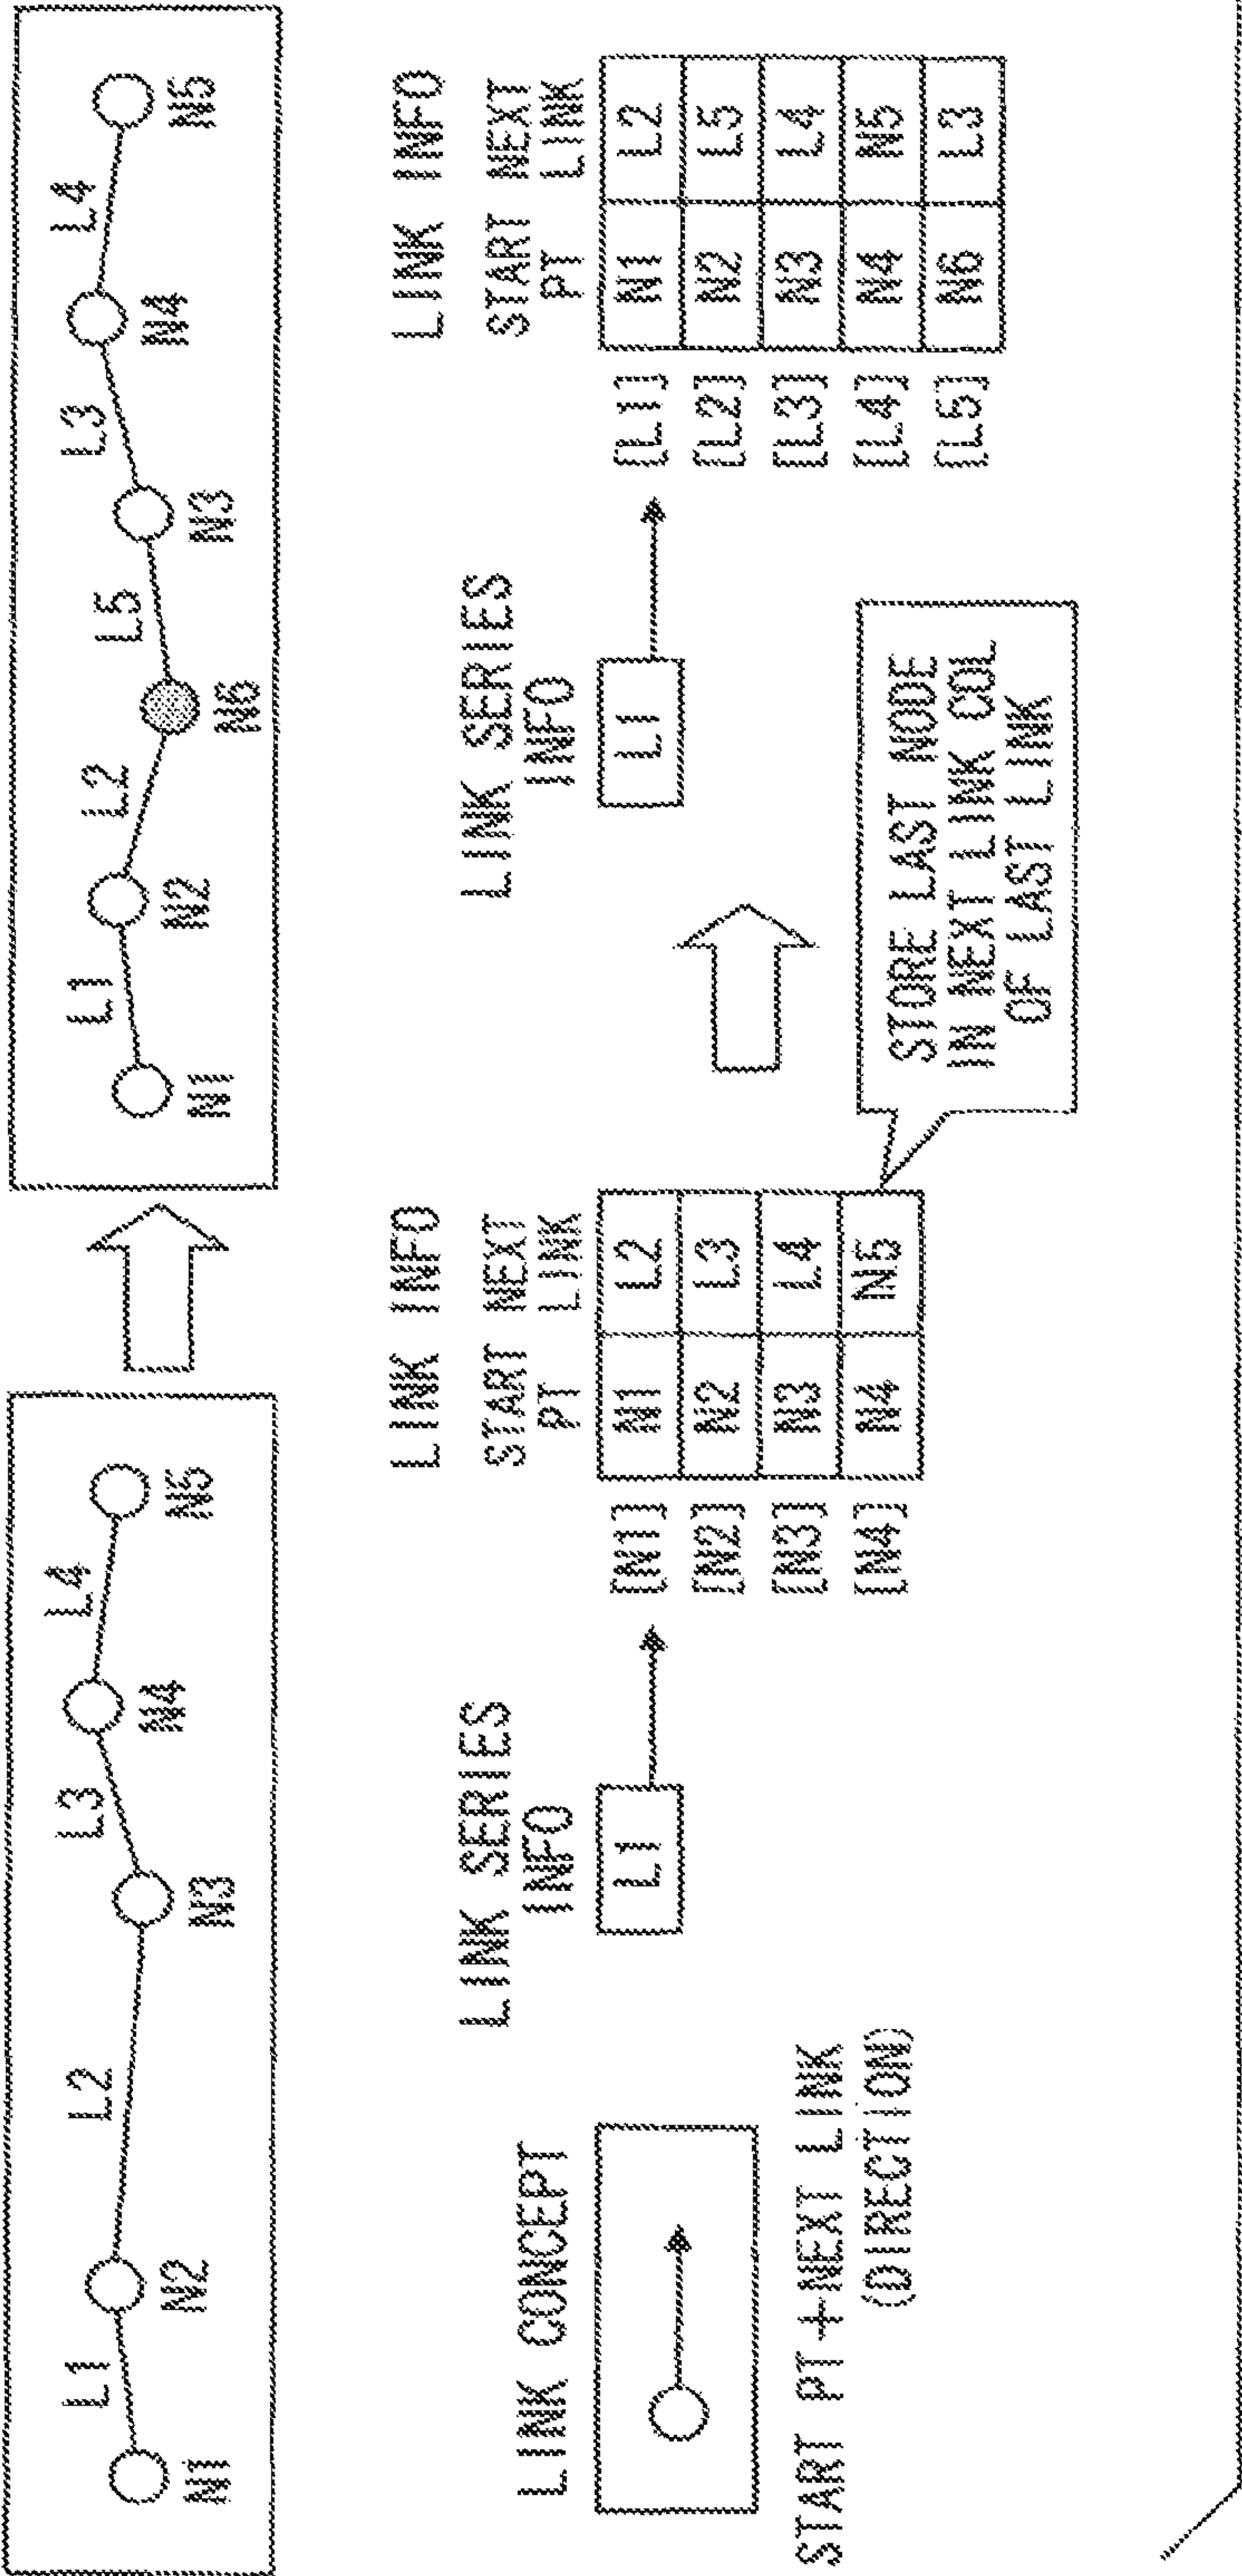 L1 L2 L3 L4
N1 N2 N3 N4 N5
L1 L2 L5 L3 L4
N1 N2 N6 N3 N4 N5
LINK CONCEPT
START PT+NEXT LINK
(DIRECTION)
LINK SERIES
INFO
L1
LINK INFO
START NEXT
PT LINK
[N1] N1 L2
[N2] N2 L3
[N3] N3 L4
[N4] N4 N5
STORE LAST NODE
IN NEXT LINK COL
OF LAST LINK
LINK SERIES
INFO
L1
LINK INFO
START NEXT
PT LINK
[L1] N1 L2
[L2] N2 L5
[L3] N3 L4
[L4] N4 N5
[L5] N6 L3